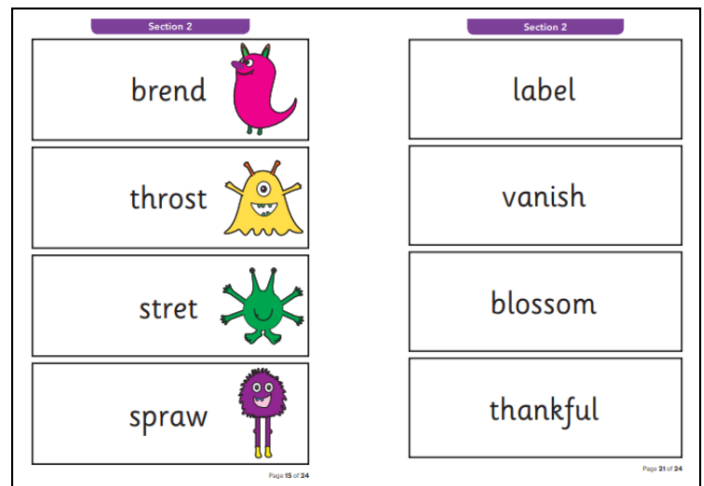 Section 2
brend
throst
stret
spraw
Page 15 of 24
Section 2
label
vanish
blossom
thankful
Page 21 of 24